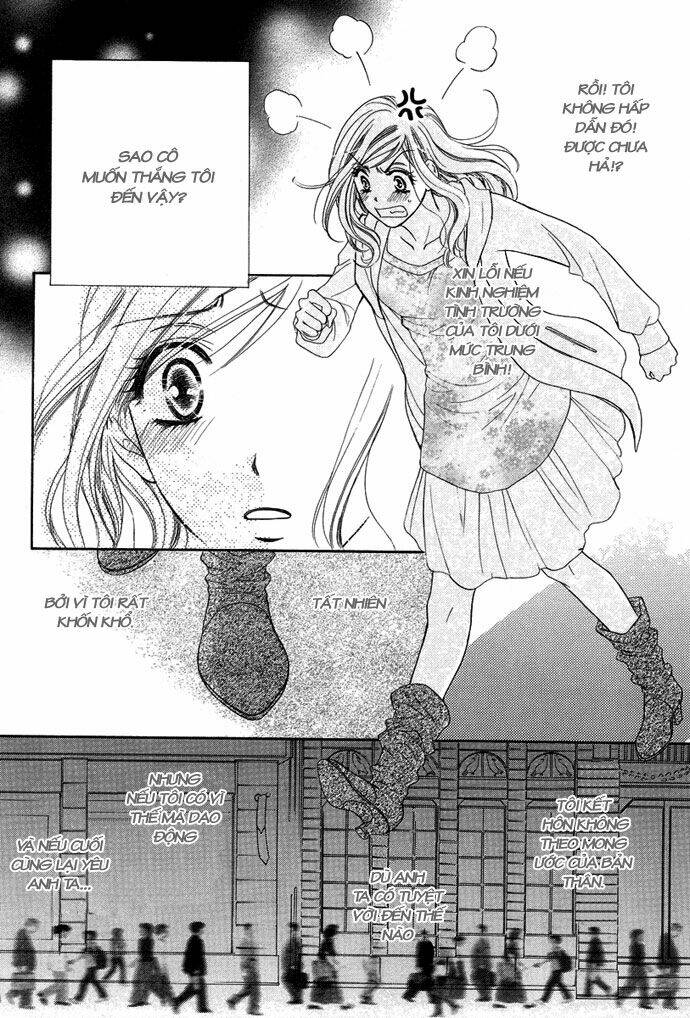 RỒI! TÔI
KHÔNG HẤP
DẪN ĐÓ!
ĐƯỢC CHƯA
HẢ!?
XIN LỖI NẾU
KINH NGHIỆM
TÌNH TRƯỜNG
CỦA TÔI DƯỚI
MỨC TRUNG
BÌNH!
SAO CÔ
MUỐN THẮNG TÔI
ĐẾN VẬY?
TẤT NHIÊN
BỞI VÌ TÔI RẤT
KHỐN KHỔ.
TÔI KẾT
HÔN KHÔNG
THEO MONG
ƯỚC CỦA BẢN
THÂN.
DÙ ANH
TA CÓ TUYỆT
VỜI ĐẾN THẾ
NÀO
NHƯNG
NẾU TÔI CÓ VÌ
THẾ MÀ DAO
ĐỘNG
VÀ NẾU CUỐI
CÙNG LẠI YÊU
ANH TA...